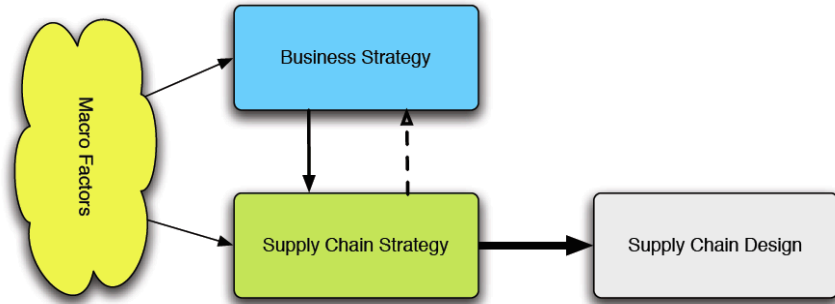 Macro Factors
Business Strategy
Supply Chain Strategy
Supply Chain Design